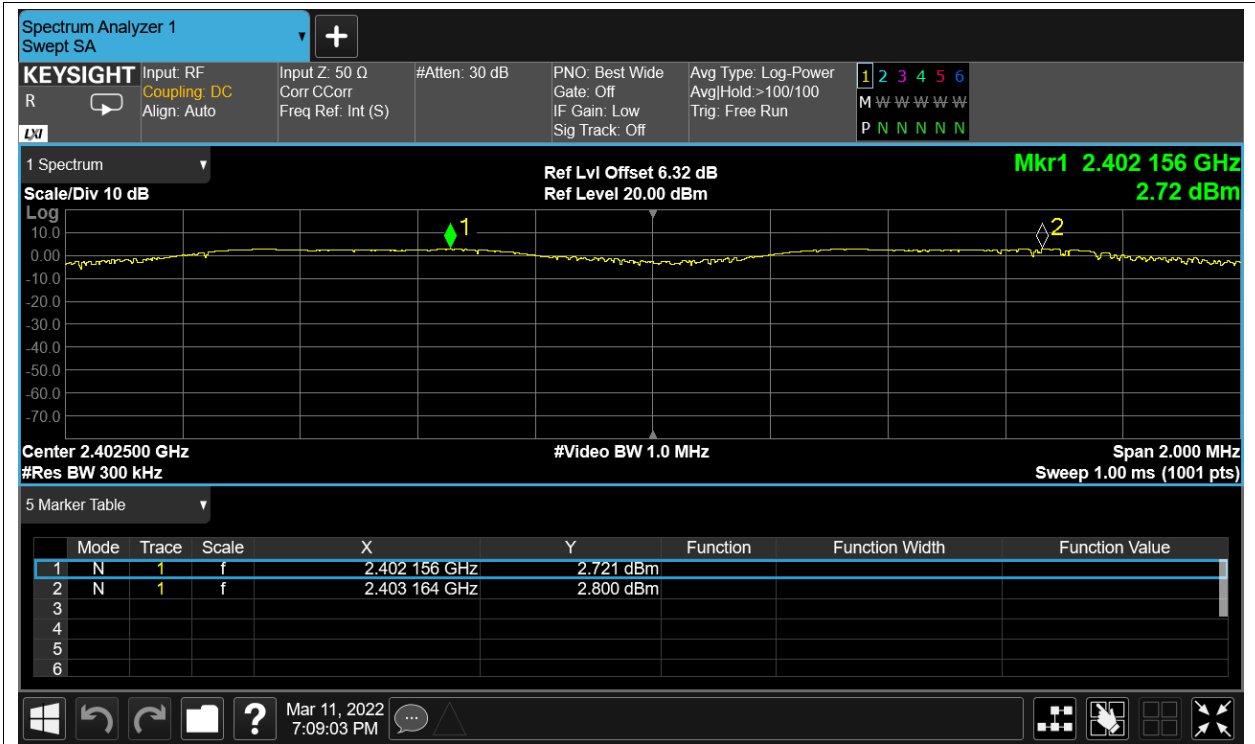 Spectrum Analyzer 1
Swept SA
KEYSIGHT
R
LXI
Input: RF
Coupling: DC
Align: Auto
Input Z: 50 Ω
Corr CCorr
Freq Ref: Int (S)
#Atten: 30 dB
PNO: Best Wide
Gate: Off
IF Gain: Low
Sig Track: Off
Avg Type: Log-Power
Avg|Hold:>100/100
Trig: Free Run
1 2 3 4 5 6
M W W W W W
P N N N N N
1 Spectrum
Scale/Div 10 dB
Ref Lvl Offset 6.32 dB
Ref Level 20.00 dBm
Mkr1 2.402 156 GHz
2.72 dBm
Log
10.0
0.00
-10.0
-20.0
-30.0
-40.0
-50.0
-60.0
-70.0
1
2
Center 2.402500 GHz
#Res BW 300 kHz
#Video BW 1.0 MHz
Span 2.000 MHz
Sweep 1.00 ms (1001 pts)
5 Marker Table
Mode Trace Scale X Y Function Function Width Function Value
1 N 1 f 2.402 156 GHz 2.721 dBm
2 N 1 f 2.403 164 GHz 2.800 dBm
3
4
5
6
?
Mar 11, 2022
7:09:03 PM